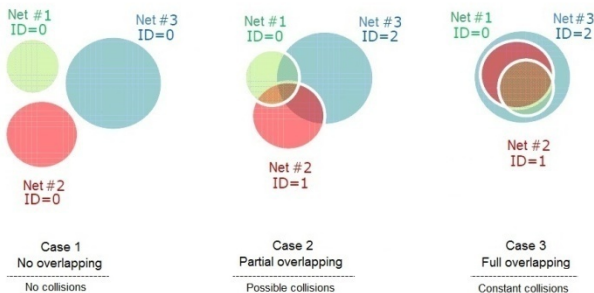 Net #1
ID=0
Net #3
ID=0
Net #2
ID=0
Case 1
No overlapping
No collisions
Net #1
ID=0
Net #3
ID=2
Net #2
ID=1
Case 2
Partial overlapping
Possible collisions
Net #1
ID=0
Net #3
ID=2
Net #2
ID=1
Case 3
Full overlapping
Constant collisions